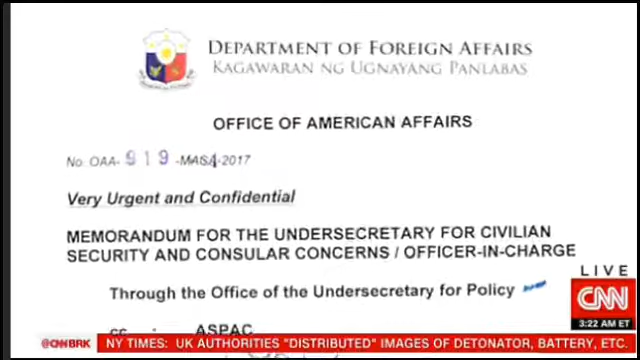 DEPARTMENT OF FOREIGN AFFAIRS
KAGAWARAN NG UGNAYANG PANLABAS
OFFICE OF AMERICAN AFFAIRS
No. OAA- 919 -MASA-2017
Very Urgent and Confidential
MEMORANDUM FOR THE UNDERSECRETARY FOR CIVILIAN
SECURITY AND CONSULAR CONCERNS / OFFICER-IN-CHARGE
Through the Office of the Undersecretary for Policy
cc : ASPAC
LIVE
CNN
3:22 AM ET
@CNNBRK NY TIMES: UK AUTHORITIES "DISTRIBUTED" IMAGES OF DETONATOR, BATTERY, ETC.